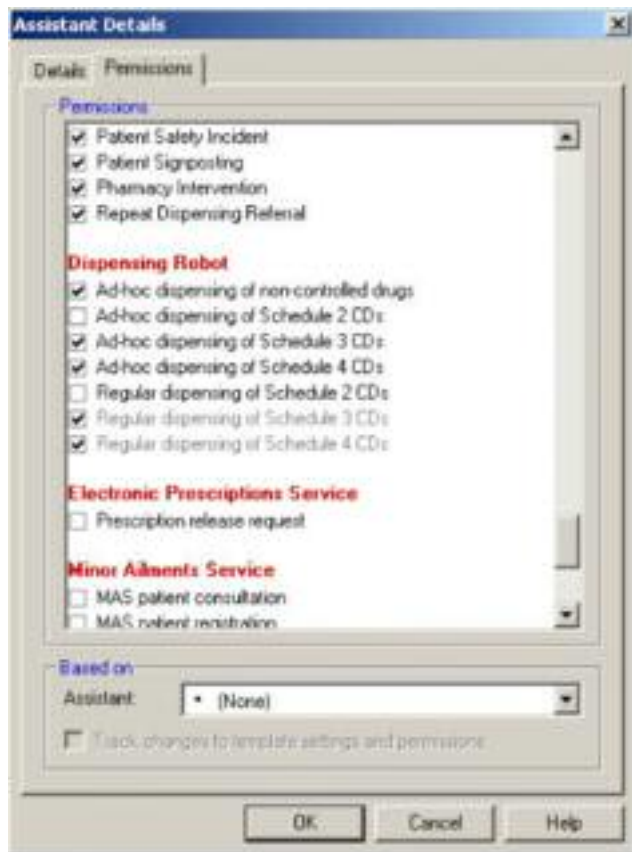 Assistant Details
Details Permissions
Permissions
Patient Safety Incident
Patient Signposting
Pharmacy Intervention
Repeat Dispensing Referral
Dispensing Robot
Ad-hoc dispensing of non-controlled drugs
Ad-hoc dispensing of Schedule 2 CDs
Ad-hoc dispensing of Schedule 3 CDs
Ad-hoc dispensing of Schedule 4 CDs
Regular dispensing of Schedule 2 CDs
Regular dispensing of Schedule 3 CDs
Regular dispensing of Schedule 4 CDs
Electronic Prescriptions Service
Prescription release request
Minor Ailments Service
MAS patient consultation
MAS patient registration
Based on
Assistant: * (None)
Track changes to template settings and permissions
OK Cancel Help